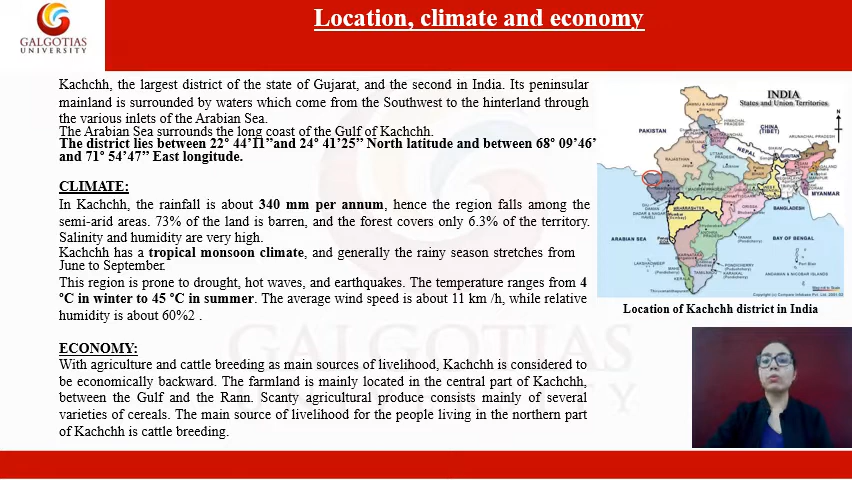 Location, climate and economy
GALGOTIAS
UNIVERSITY
Kachchh, the largest district of the state of Gujarat, and the second in India. Its peninsular
mainland is surrounded by waters which come from the Southwest to the hinterland through
the various inlets of the Arabian Sea.
The Arabian Sea surrounds the long coast of the Gulf of Kachchh.
The district lies between 22º 44'11”and 24º 41'25” North latitude and between 68º 09'46’
and 71º 54'47” East longitude.
CLIMATE:
In Kachchh, the rainfall is about 340 mm per annum, hence the region falls among the
semi-arid areas. 73% of the land is barren, and the forest covers only 6.3% of the territory.
Salinity and humidity are very high.
Kachchh has a tropical monsoon climate, and generally the rainy season stretches from
June to September.
This region is prone to drought, hot waves, and earthquakes. The temperature ranges from 4
ºC in winter to 45 ºC in summer. The average wind speed is about 11 km /h, while relative
humidity is about 60%2 .
ECONOMY:
With agriculture and cattle breeding as main sources of livelihood, Kachchh is considered to
be economically backward. The farmland is mainly located in the central part of Kachchh,
between the Gulf and the Rann. Scanty agricultural produce consists mainly of several
varieties of cereals. The main source of livelihood for the people living in the northern part
of Kachchh is cattle breeding.
INDIA
States and Union Territories
PAKISTAN
CHINA
(TIBET)
NEPAL
BHUTAN
RAJASTHAN
BANGLADESH
MYANMAR
MAHARASHTRA
ARABIAN SEA
BAY OF BENGAL
Location of Kachchh district in India